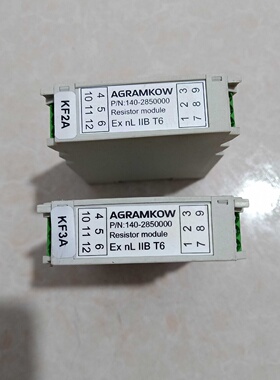 KF2A
10 11 12
4 5 6
AGRAMKOW
P/N:140-2850000
Resistor module
Ex nL IIB T6
1 2 3
7 8 9
KF3A
10 11 12
4 5 6
AGRAMKOW
P/N:140-2850000
Resistor module
Ex nL IIB T6
1 2 3
7 8 9